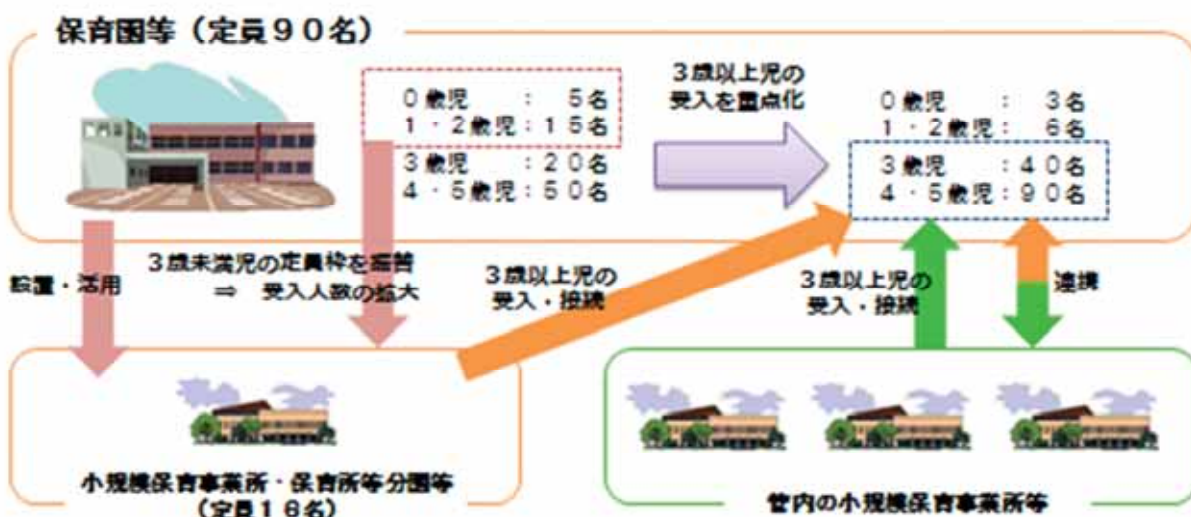 保育園等（定員９０名）
０歳児　　：　５名
１・２歳児：１５名
３歳児　　：２０名
４・５歳児：５０名
３歳以上児の
受入を重点化
０歳児　　：　３名
１・２歳児：　６名
３歳児　　：４０名
４・５歳児：９０名
設置・活用
３歳未満児の定員枠を振替
⇒　受入人数の拡大
３歳以上児の
受入・接続
３歳以上児の
受入・接続
連携
小規模保育事業所・保育所等分園等
（定員１６名）
管内の小規模保育事業所等